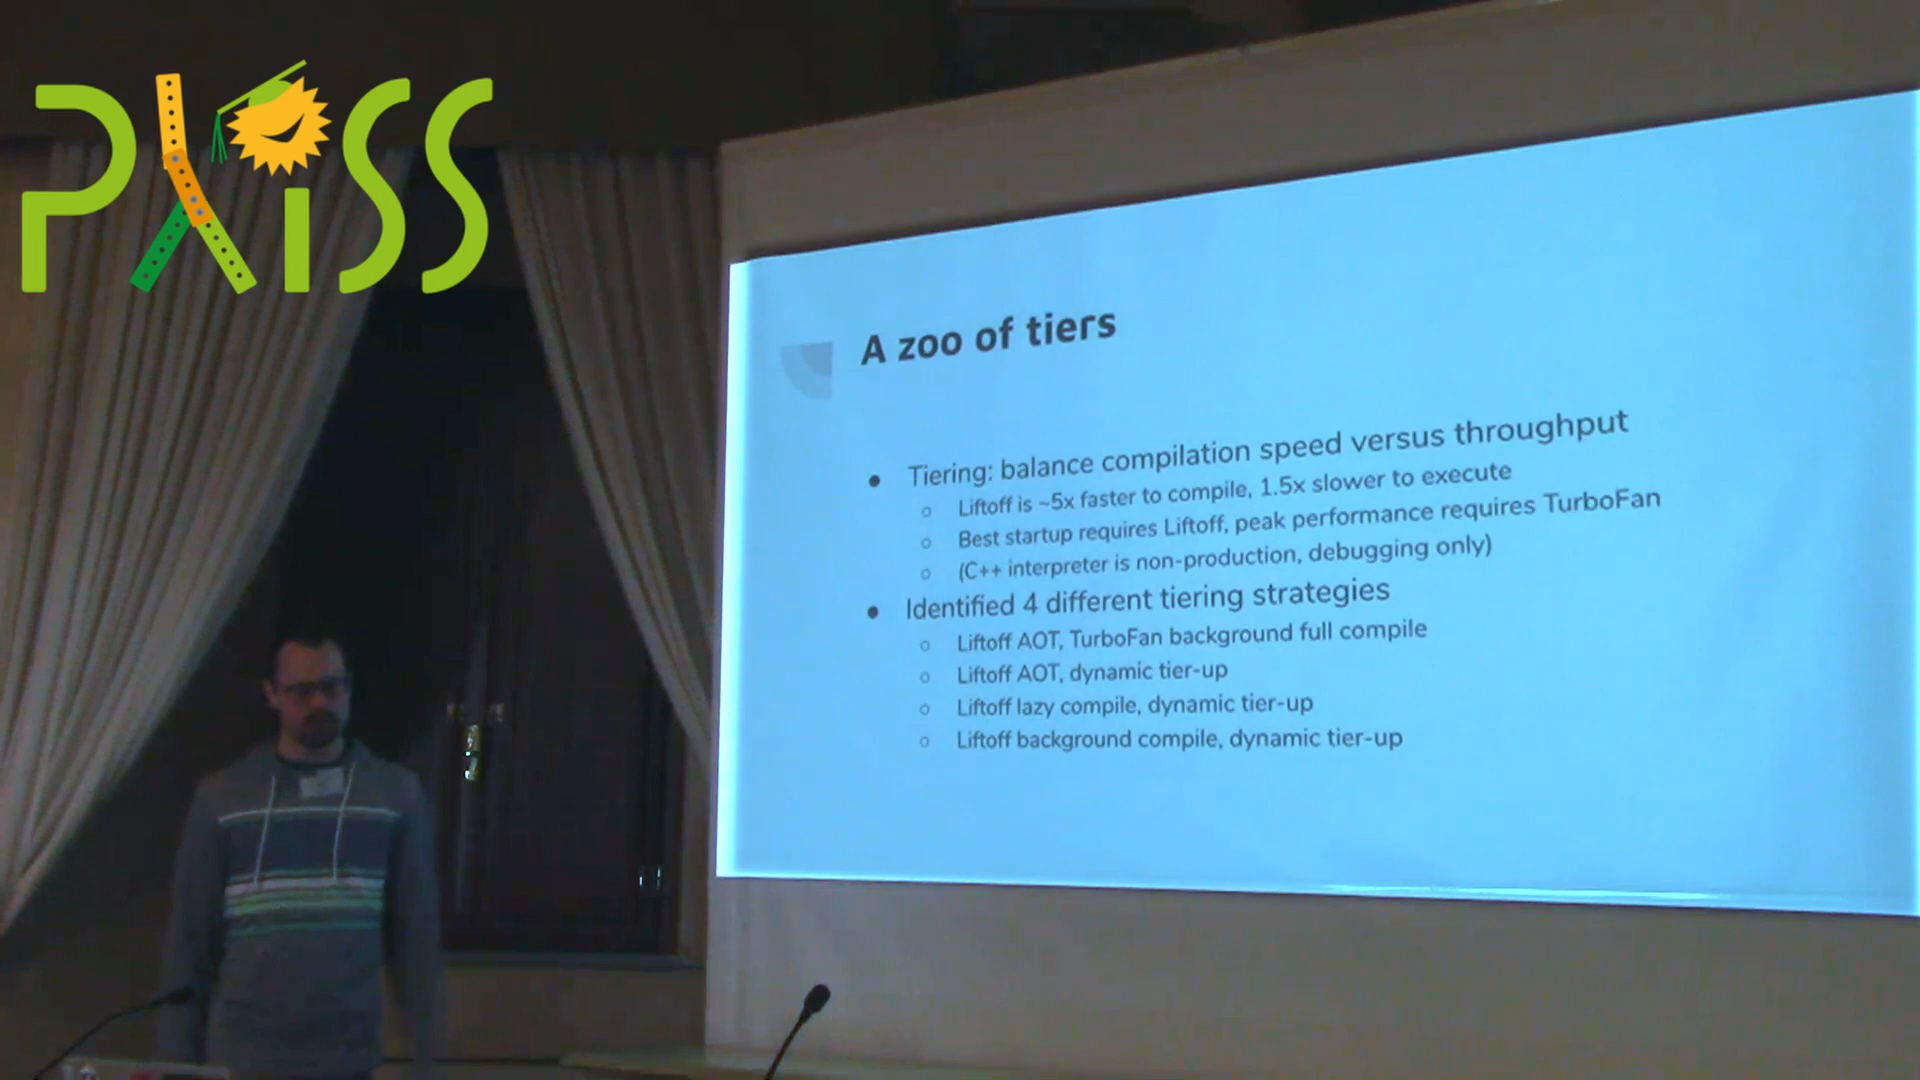 PLISS
A zoo of tiers
● Tiering: balance compilation speed versus throughput
○ Liftoff is ~5x faster to compile, 1.5x slower to execute
○ Best startup requires Liftoff, peak performance requires TurboFan
○ (C++ interpreter is non-production, debugging only)
● Identified 4 different tiering strategies
○ Liftoff AOT, TurboFan background full compile
○ Liftoff AOT, dynamic tier-up
○ Liftoff lazy compile, dynamic tier-up
○ Liftoff background compile, dynamic tier-up